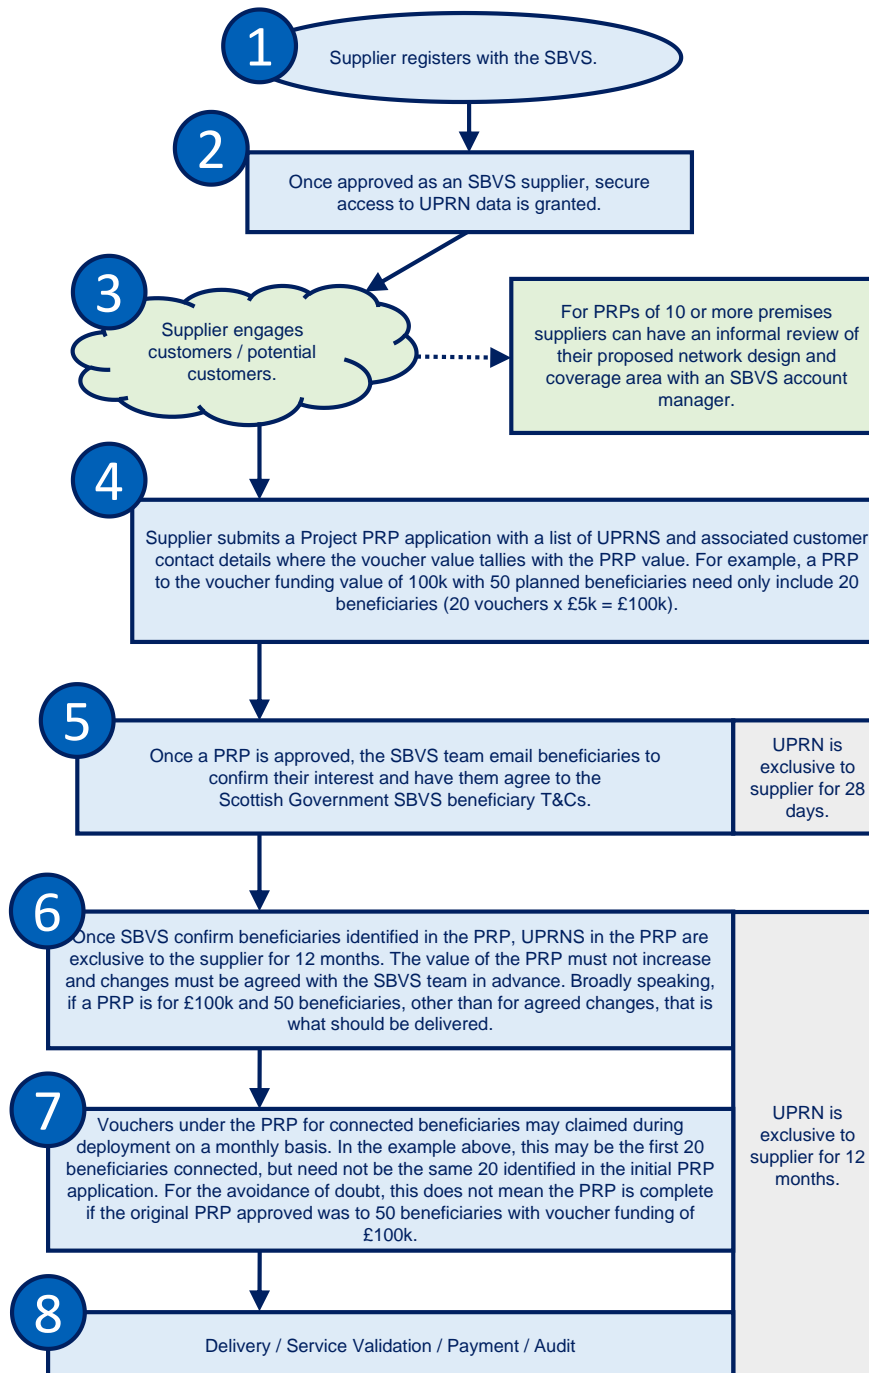 1
Supplier registers with the SBVS.
2
Once approved as an SBVS supplier, secure
access to UPRN data is granted.
3
Supplier engages
customers / potential
customers.
For PRPs of 10 or more premises
suppliers can have an informal review of
their proposed network design and
coverage area with an SBVS account
manager.
4
Supplier submits a Project PRP application with a list of UPRNS and associated customer
contact details where the voucher value tallies with the PRP value. For example, a PRP
to the voucher funding value of 100k with 50 planned beneficiaries need only include 20
beneficiaries (20 vouchers x £5k = £100k).
5
Once a PRP is approved, the SBVS team email beneficiaries to
confirm their interest and have them agree to the
Scottish Government SBVS beneficiary T&Cs.
UPRN is
exclusive to
supplier for 28
days.
6
Once SBVS confirm beneficiaries identified in the PRP, UPRNS in the PRP are
exclusive to the supplier for 12 months. The value of the PRP must not increase
and changes must be agreed with the SBVS team in advance. Broadly speaking,
if a PRP is for £100k and 50 beneficiaries, other than for agreed changes, that is
what should be delivered.
7
Vouchers under the PRP for connected beneficiaries may claimed during
deployment on a monthly basis. In the example above, this may be the first 20
beneficiaries connected, but need not be the same 20 identified in the initial PRP
application. For the avoidance of doubt, this does not mean the PRP is complete
if the original PRP approved was to 50 beneficiaries with voucher funding of
£100k.
UPRN is
exclusive to
supplier for 12
months.
8
Delivery / Service Validation / Payment / Audit